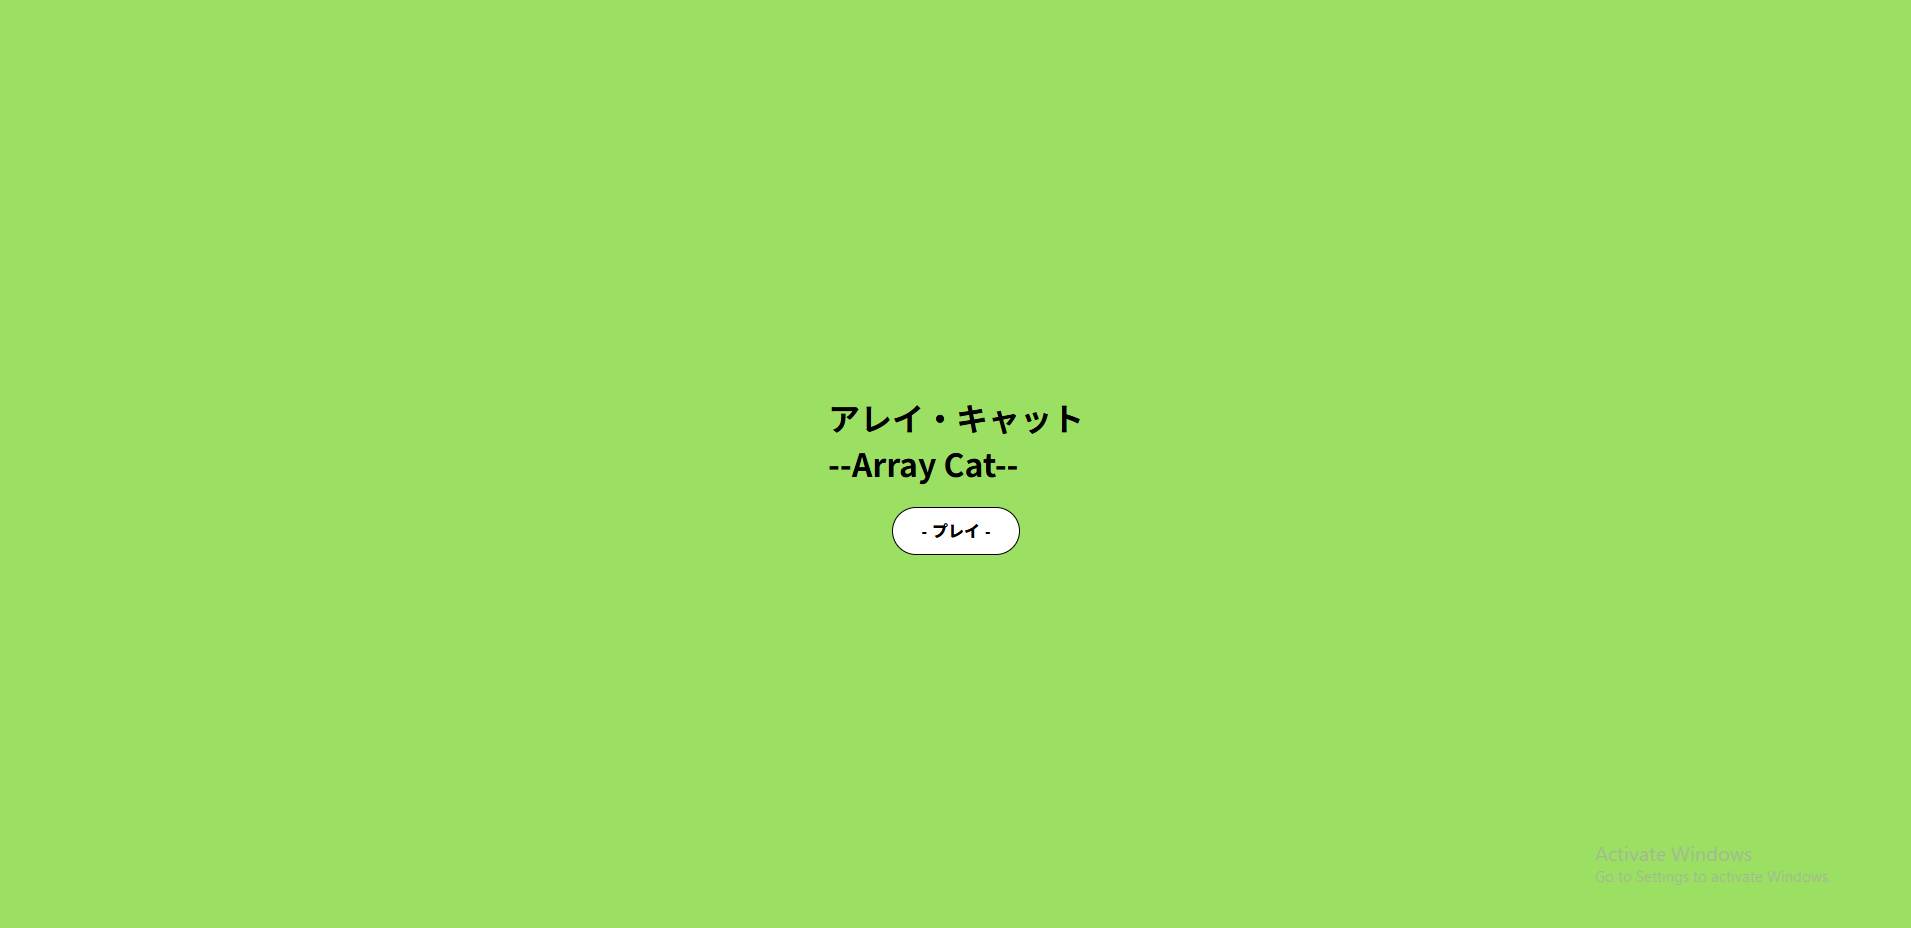 アレイ・キャット
--Array Cat--
- プレイ -
Activate Windows
Go to Settings to activate Windows.